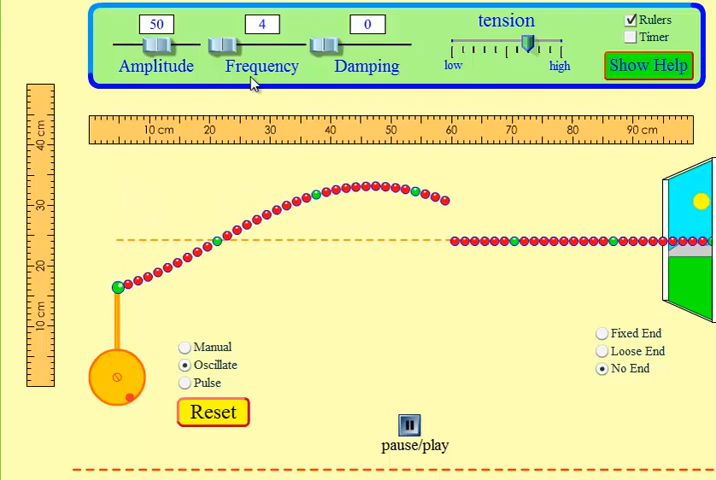 50
4
0
tension
Rulers
Timer
Amplitude
Frequency
Damping
low
high
Show Help
10 cm
20
30
40
50
60
70
80
90 cm
40 cm
30
20
10 cm
Manual
Oscillate
Pulse
Reset
Fixed End
Loose End
No End
pause/play